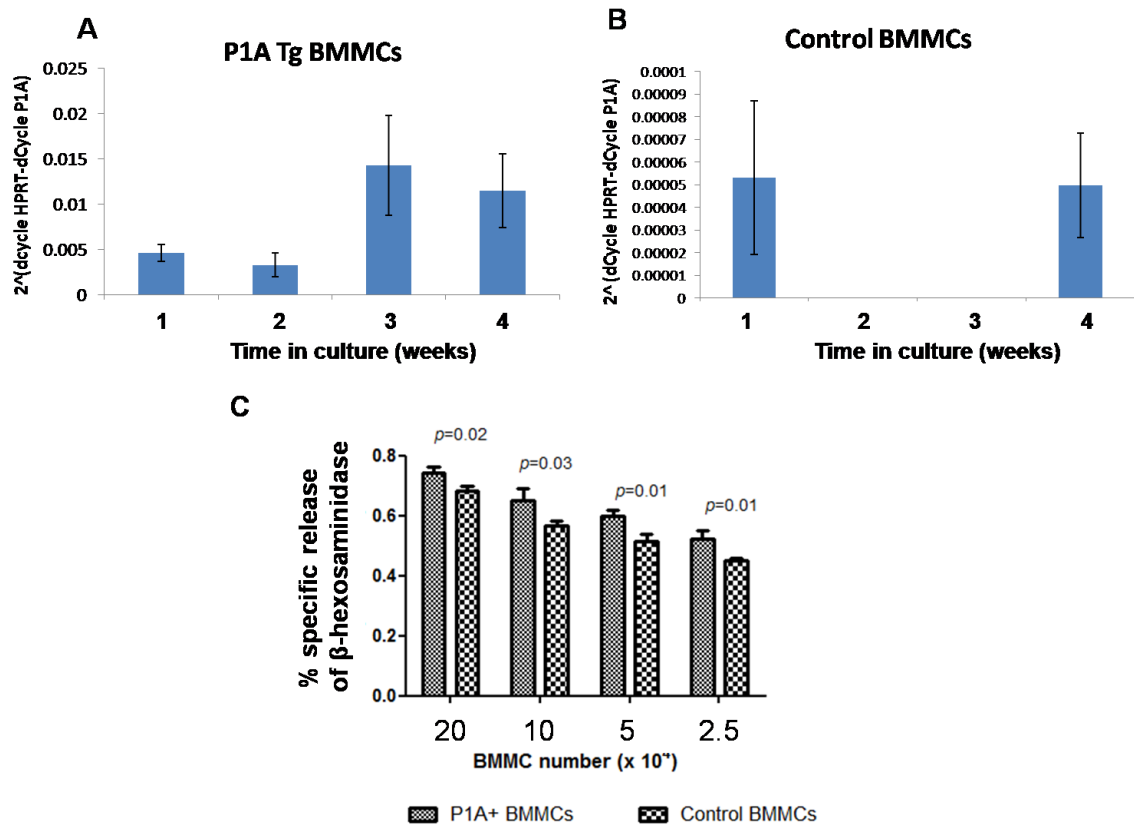 A
P1A Tg BMMCs
2^(dcycle HPRT-dCycle P1A)
0.025
0.02
0.015
0.01
0.005
0
1 2 3 4
Time in culture (weeks)
B
Control BMMCs
2^ (dCycle HPRT-dCycle P1A)
0.0001
0.00009
0.00008
0.00007
0.00006
0.00005
0.00004
0.00003
0.00002
0.00001
0
1 2 3 4
Time in culture (weeks)
C
% specific release
of β-hexosaminidase
0.8
0.6
0.4
0.2
0.0
p=0.02
p=0.03
p=0.01
p=0.01
20 10 5 2.5
BMMC number (x 10⁻⁴)
P1A+ BMMCs Control BMMCs